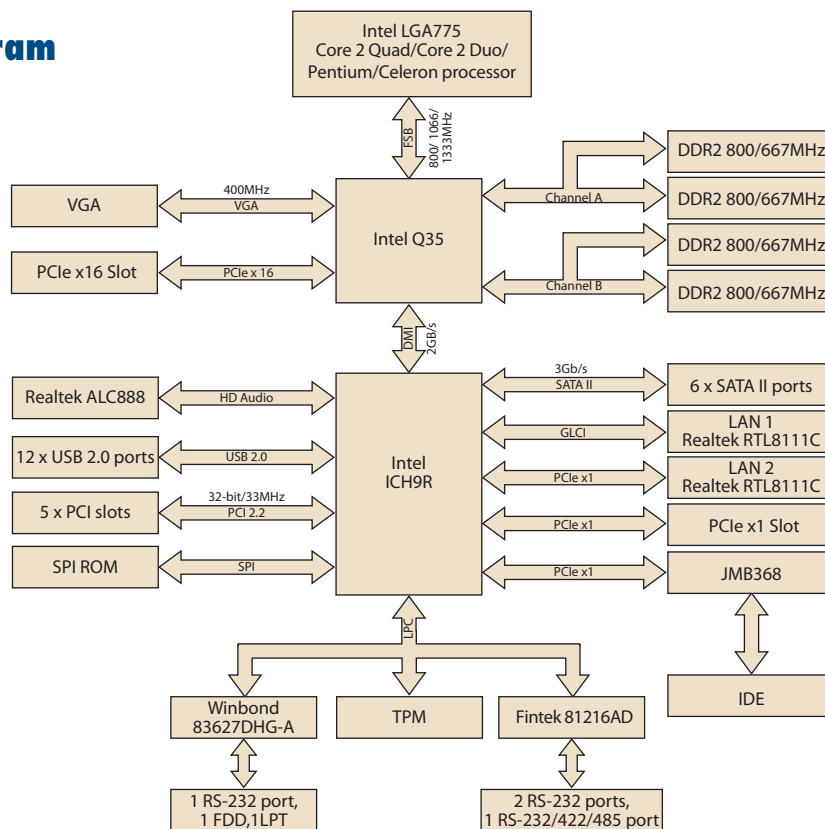 ram
Intel LGA775
Core 2 Quad/Core 2 Duo/
Pentium/Celeron processor
FSB
800/ 1066/
1333MHz
DDR2 800/667MHz
VGA
400MHz
VGA
Channel A
DDR2 800/667MHz
Intel Q35
DDR2 800/667MHz
PCIe x16 Slot
PCIe x 16
Channel B
DDR2 800/667MHz
DMI
2GB/s
Realtek ALC888
HD Audio
3Gb/s
SATA II
6 x SATA II ports
GLCI
LAN 1
Realtek RTL8111C
12 x USB 2.0 ports
USB 2.0
Intel
ICH9R
PCIe x1
LAN 2
Realtek RTL8111C
5 x PCI slots
32-bit/33MHz
PCI 2.2
PCIe x1
PCIe x1 Slot
SPI ROM
SPI
PCIe x1
JMB368
LPC
IDE
Winbond
83627DHG-A
TPM
Fintek 81216AD
1 RS-232 port,
1 FDD,1LPT
2 RS-232 ports,
1 RS-232/422/485 port